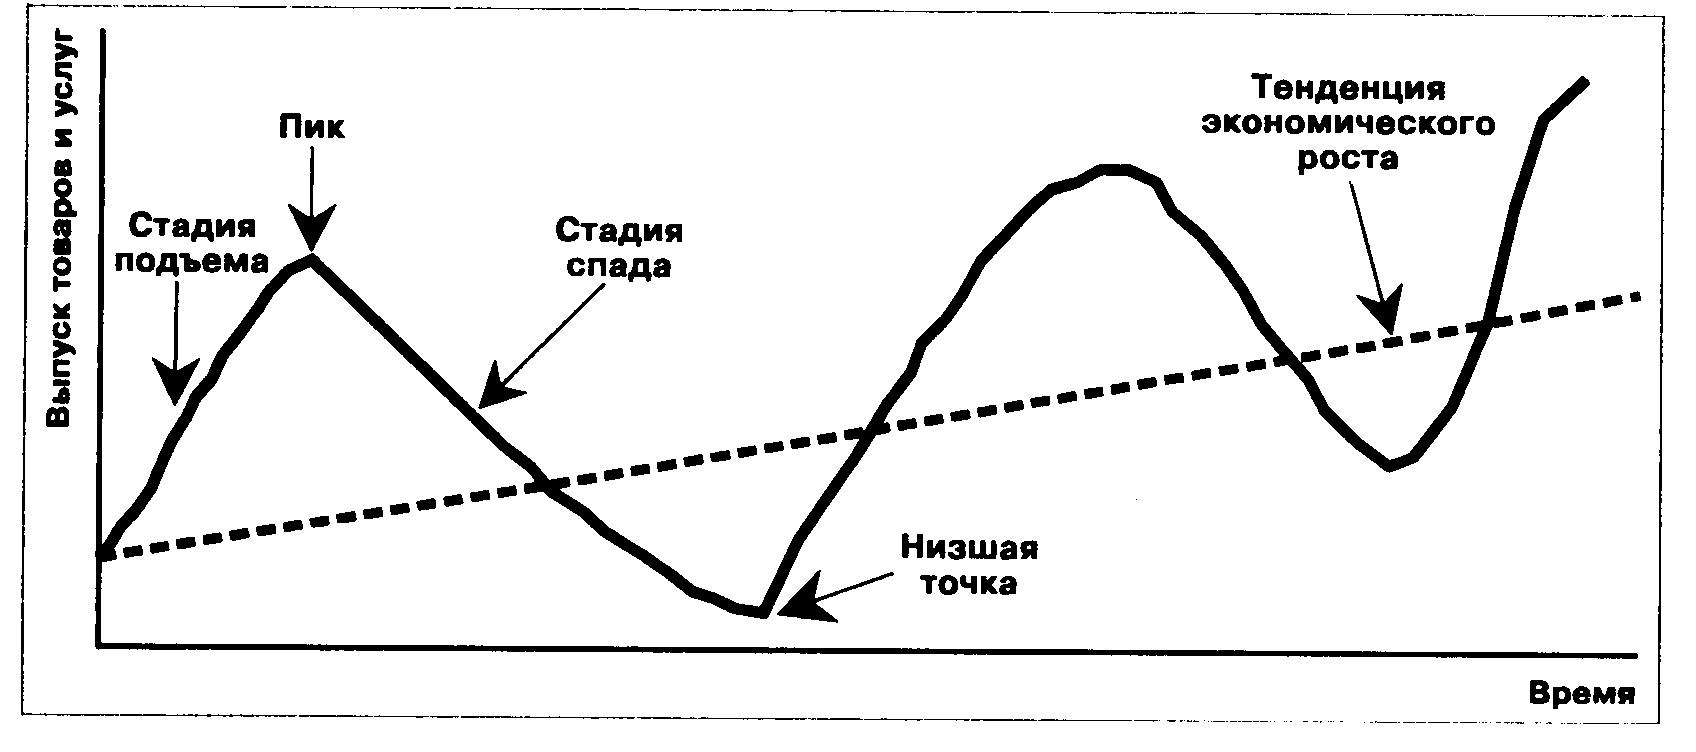 Выпуск товаров и услуг
Пик
Стадия
подъема
Стадия
спада
Тенденция
экономического
роста
Низшая
точка
Время